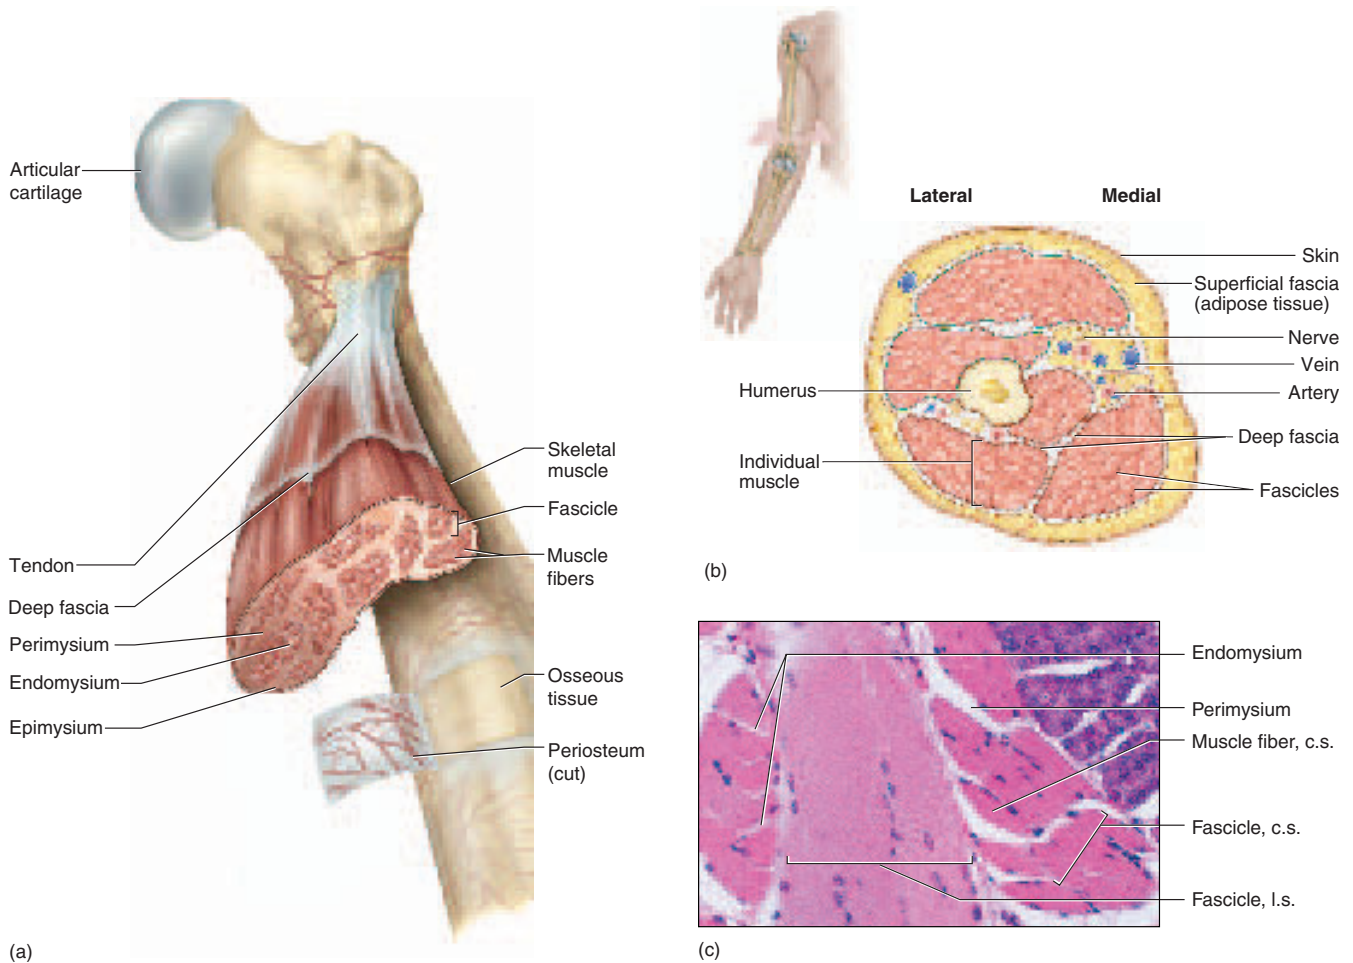 Articular
cartilage
Tendon
Deep fascia
Perimysium
Endomysium
Epimysium
Skeletal
muscle
Fascicle
Muscle
fibers
Osseous
tissue
Periosteum
(cut)
(a)
Lateral
Medial
Humerus
Individual
muscle
Skin
Superficial fascia
(adipose tissue)
Nerve
Vein
Artery
Deep fascia
Fascicles
(b)
Endomysium
Perimysium
Muscle fiber, c.s.
Fascicle, c.s.
Fascicle, l.s.
(c)